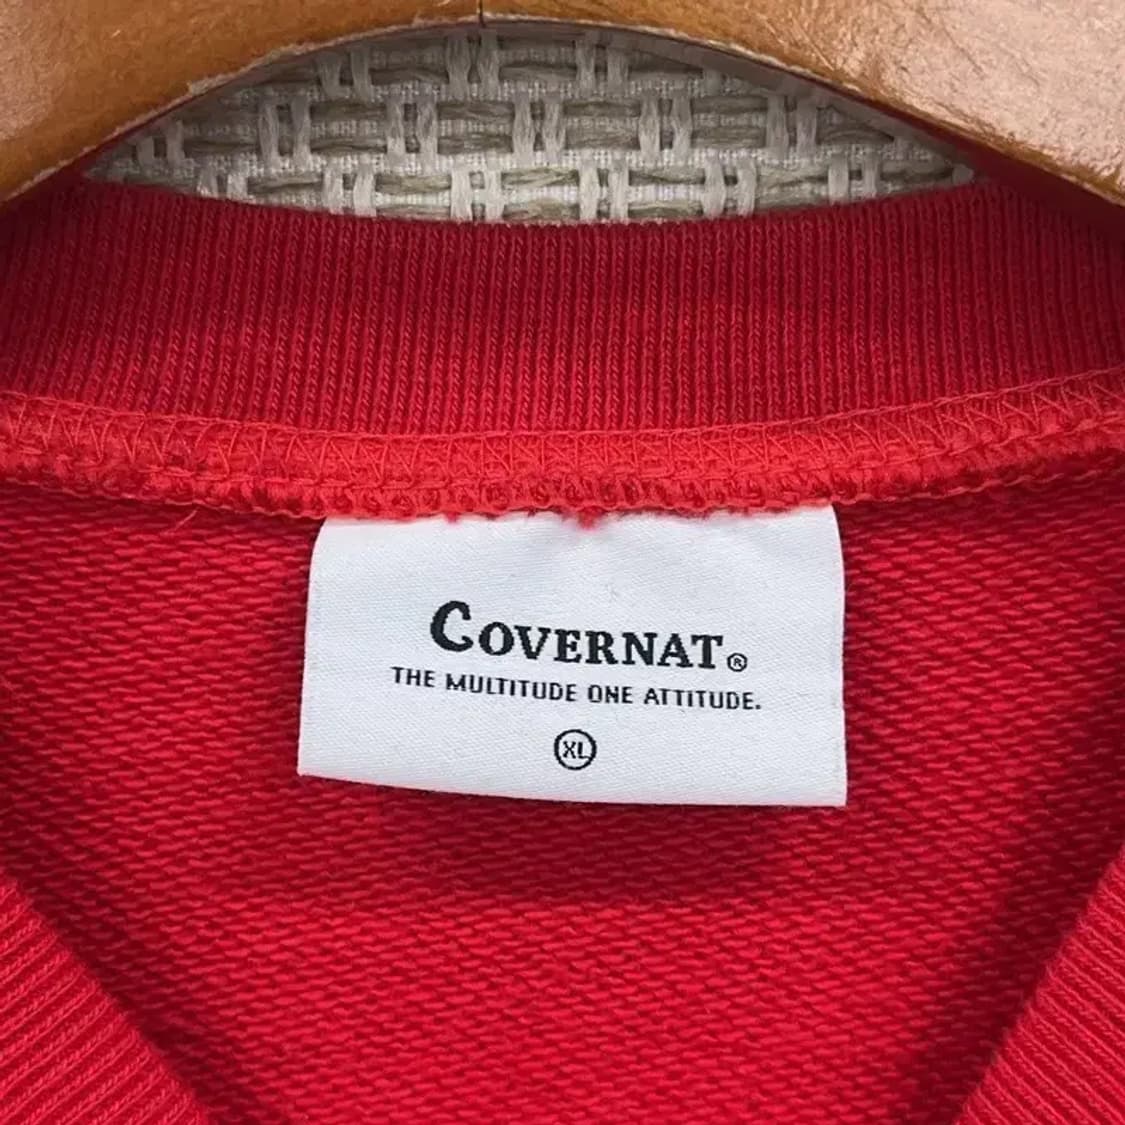 COVERNAT®
THE MULTITUDE ONE ATTITUDE.
XL